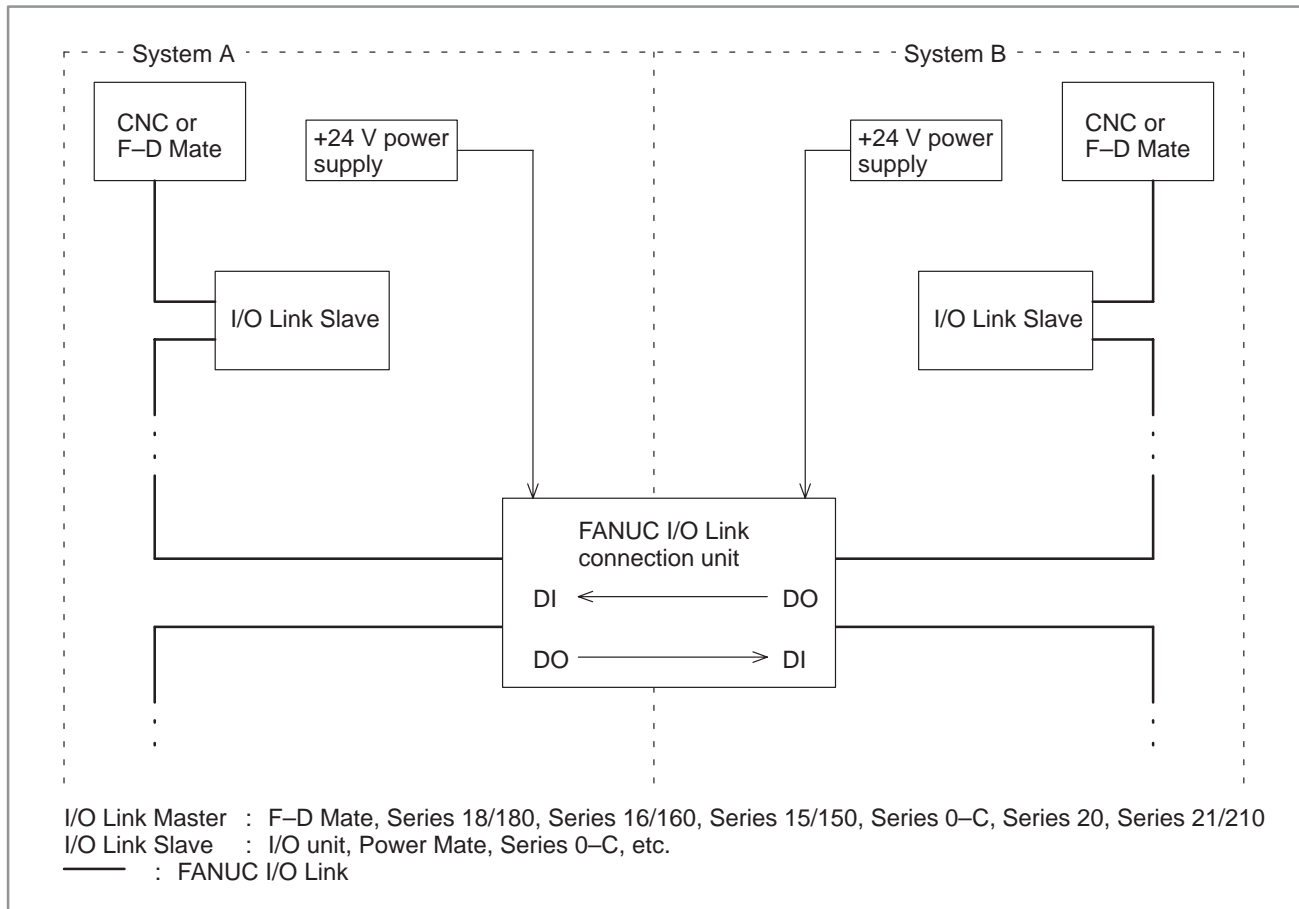 System A
System B
CNC or
F–D Mate
+24 V power
supply
+24 V power
supply
CNC or
F–D Mate
I/O Link Slave
I/O Link Slave
FANUC I/O Link
connection unit
DI
DO
DO
DI
I/O Link Master : F–D Mate, Series 18/180, Series 16/160, Series 15/150, Series 0–C, Series 20, Series 21/210
I/O Link Slave : I/O unit, Power Mate, Series 0–C, etc.
: FANUC I/O Link